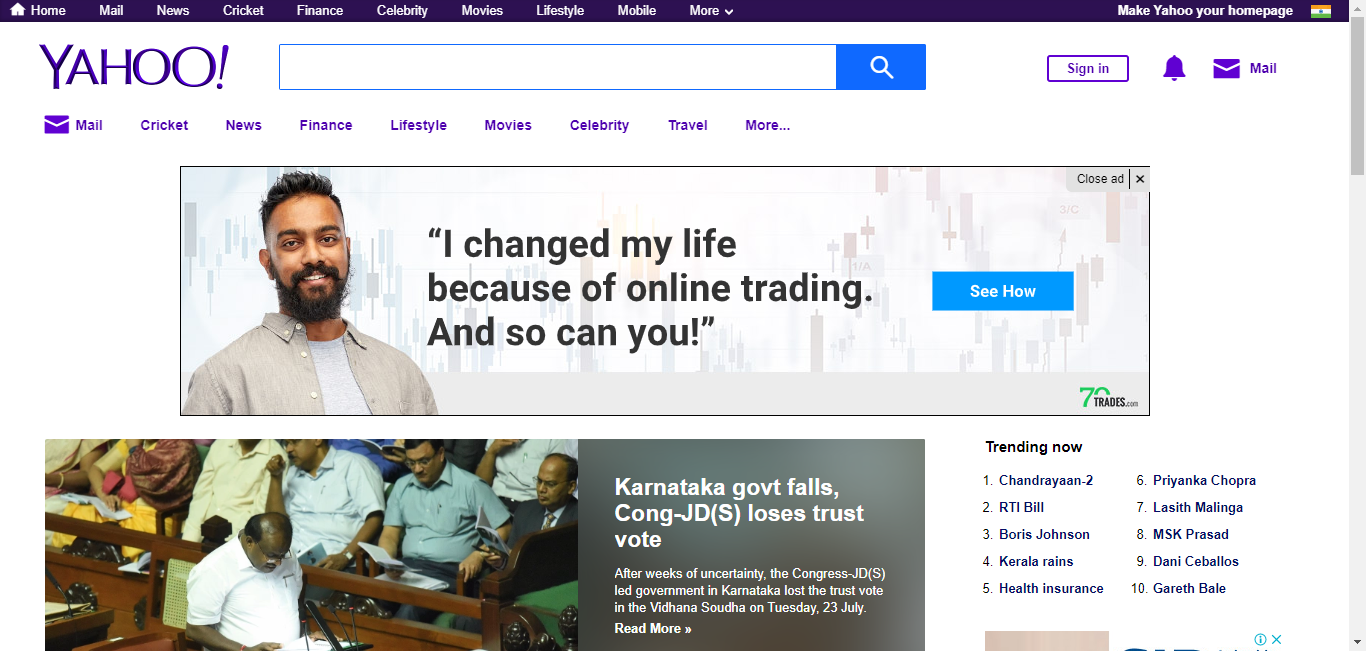 Home Mail News Cricket Finance Celebrity Movies Lifestyle Mobile More Make Yahoo your homepage
YAHOO!
Sign in Mail
Mail Cricket News Finance Lifestyle Movies Celebrity Travel More...
Close ad ×
3/C
1/A
“I changed my life
because of online trading.
And so can you!”
See How
70
TRADES.com
Karnataka govt falls,
Cong-JD(S) loses trust
vote
After weeks of uncertainty, the Congress-JD(S)
led government in Karnataka lost the trust vote
in the Vidhana Soudha on Tuesday, 23 July.
Read More »
Trending now
1. Chandrayaan-2
2. RTI Bill
3. Boris Johnson
4. Kerala rains
5. Health insurance
6. Priyanka Chopra
7. Lasith Malinga
8. MSK Prasad
9. Dani Ceballos
10. Gareth Bale